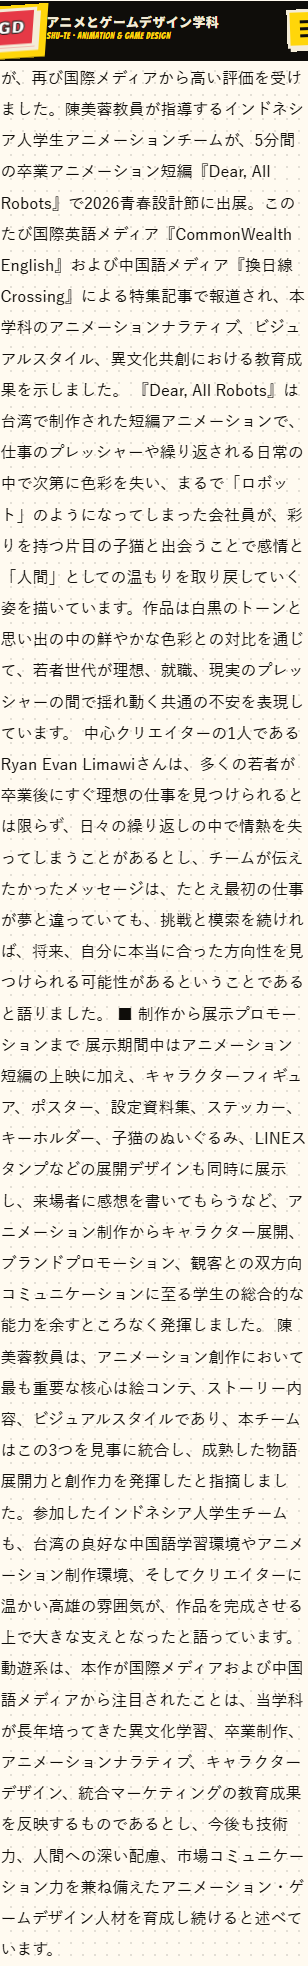 GD
アニメとゲームデザイン学科
SHU-TE · ANIMATION & GAME DESIGN
が、再び国際メディアから高い評価を受け
ました。陳美蓉教員が指導するインドネシ
ア人学生アニメーションチームが、5分間
の卒業アニメーション短編『Dear, All
Robots』で2026青春設計節に出展。この
たび国際英語メディア『CommonWealth
English』および中国語メディア『換日線
Crossing』による特集記事で報道され、本
学科のアニメーションナラティブ、ビジュ
アルスタイル、異文化共創における教育成
果を示しました。 『Dear, All Robots』は
台湾で制作された短編アニメーションで、
仕事のプレッシャーや繰り返される日常の
中で次第に色彩を失い、まるで「ロボッ
ト」のようになってしまった会社員が、彩
りを持つ片目の子猫と出会うことで感情と
「人間」としての温もりを取り戻していく
姿を描いています。作品は白黒のトーンと
思い出の中の鮮やかな色彩との対比を通じ
て、若者世代が理想、就職、現実のプレッ
シャーの間で揺れ動く共通の不安を表現し
ています。 中心クリエイターの1人である
Ryan Evan Limawiさんは、多くの若者が
卒業後にすぐ理想の仕事を見つけられると
は限らず、日々の繰り返しの中で情熱を失
ってしまうことがあるとし、チームが伝え
たかったメッセージは、たとえ最初の仕事
が夢と違っていても、挑戦と模索を続けれ
ば、将来、自分に本当に合った方向性を見
つけられる可能性があるということである
と語りました。 ■ 制作から展示プロモー
ションまで 展示期間中はアニメーション
短編の上映に加え、キャラクターフィギュ
ア、ポスター、設定資料集、ステッカー、
キーホルダー、子猫のぬいぐるみ、LINEス
タンプなどの展開デザインも同時に展示
し、来場者に感想を書いてもらうなど、ア
ニメーション制作からキャラクター展開、
ブランドプロモーション、観客との双方向
コミュニケーションに至る学生の総合的な
能力を余すところなく発揮しました。 陳
美蓉教員は、アニメーション創作において
最も重要な核心は絵コンテ、ストーリー内
容、ビジュアルスタイルであり、本チーム
はこの3つを見事に統合し、成熟した物語
展開力と創作力を発揮したと指摘しまし
た。参加したインドネシア人学生チーム
も、台湾の良好な中国語学習環境やアニメ
ーション制作環境、そしてクリエイターに
温かい高雄の雰囲気が、作品を完成させる
上で大きな支えとなったと語っています。
動遊系は、本作が国際メディアおよび中国
語メディアから注目されたことは、当学科
が長年培ってきた異文化学習、卒業制作、
アニメーションナラティブ、キャラクター
デザイン、統合マーケティングの教育成果
を反映するものであるとし、今後も技術
力、人間への深い配慮、市場コミュニケー
ション力を兼ね備えたアニメーション・ゲ
ームデザイン人材を育成し続けると述べて
います。